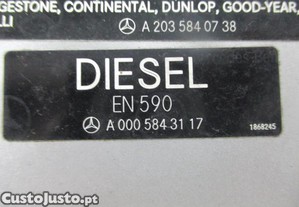 GESTONE, CONTINENTAL, DUNLOP, GOOD-YEAR,
LLI
A 203 584 07 38
DIESEL
EN 590
A 000 584 31 17
1868245
CustoJusto.pt